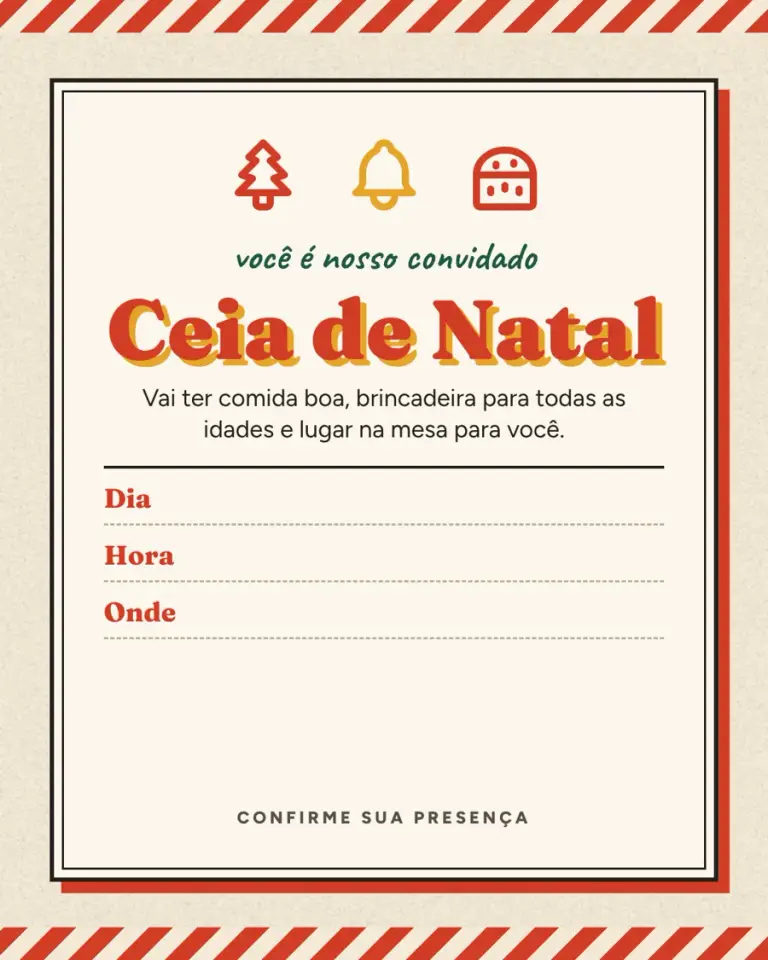 você é nosso convidado
Ceia de Natal
Vai ter comida boa, brincadeira para todas as
idades e lugar na mesa para você.
Dia
Hora
Onde
CONFIRME SUA PRESENÇA